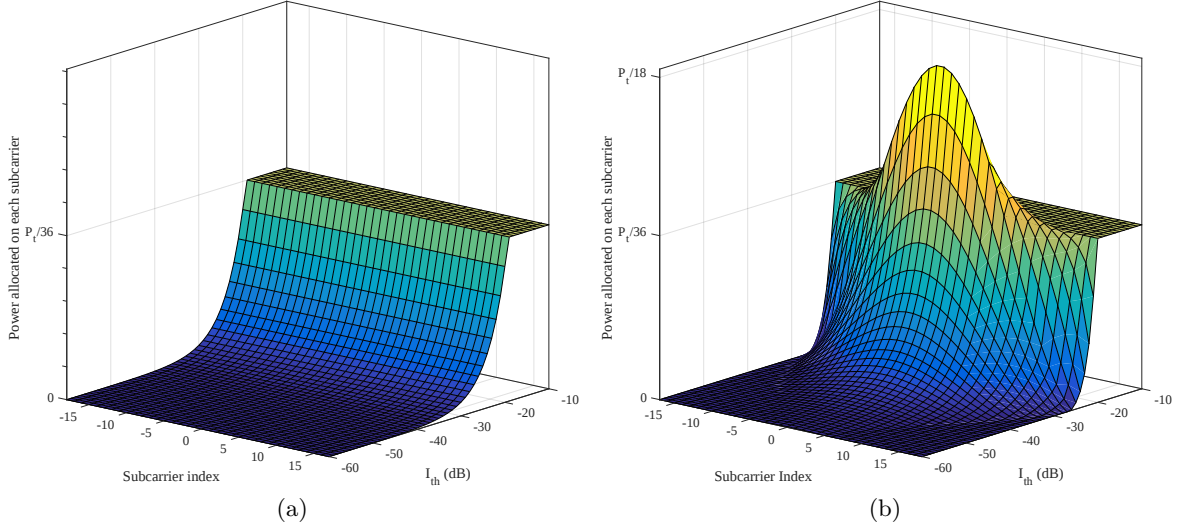 Power allocated on each subcarrier
P_t/36
0
-15
-10
-5
0
5
10
15
Subcarrier index
-60
-50
-40
-30
-20
-10
I_th (dB)
(a)
Power allocated on each subcarrier
P_t/18
P_t/36
0
-15
-10
-5
0
5
10
15
Subcarrier Index
-60
-50
-40
-30
-20
-10
I_th (dB)
(b)